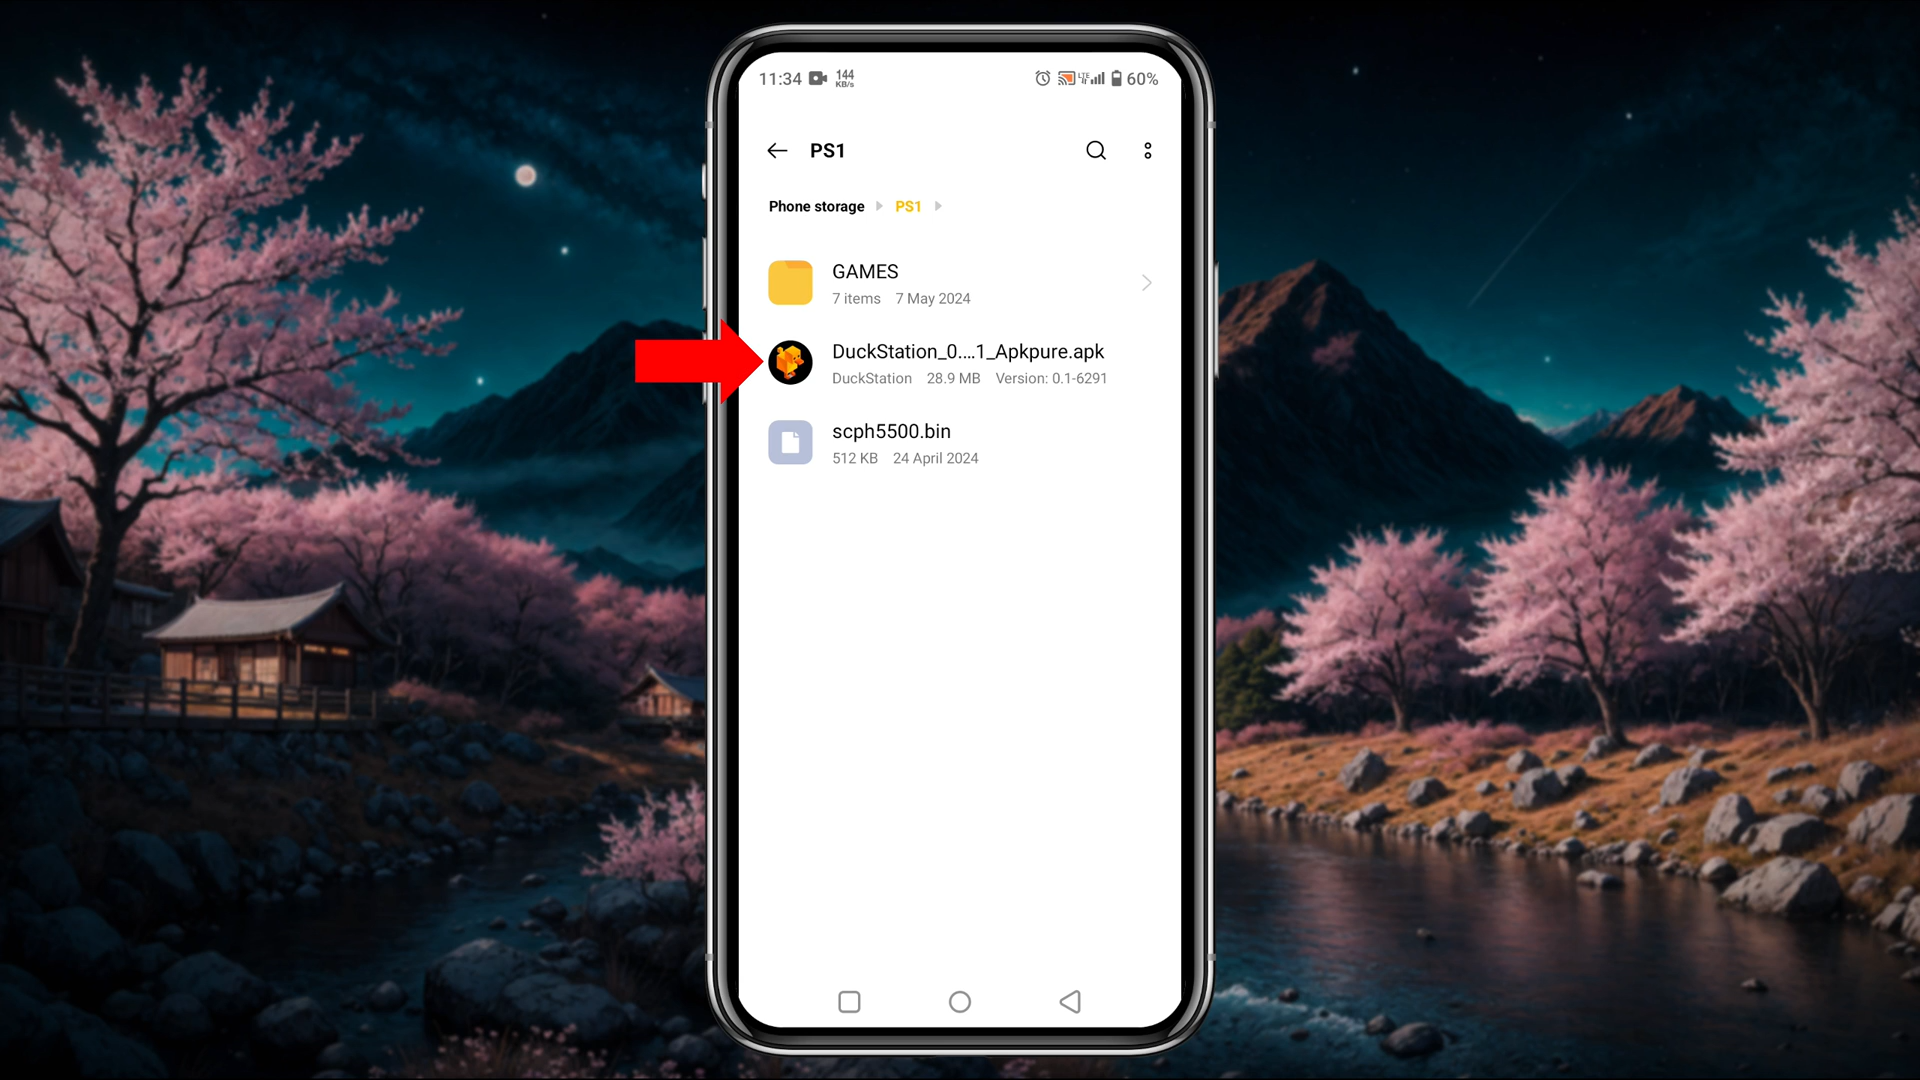 11:34 144 KB/s LTE 60%
PS1
Phone storage PS1
GAMES
7 items 7 May 2024
DuckStation_0....1_Apkpure.apk
DuckStation 28.9 MB Version: 0.1-6291
scph5500.bin
512 KB 24 April 2024